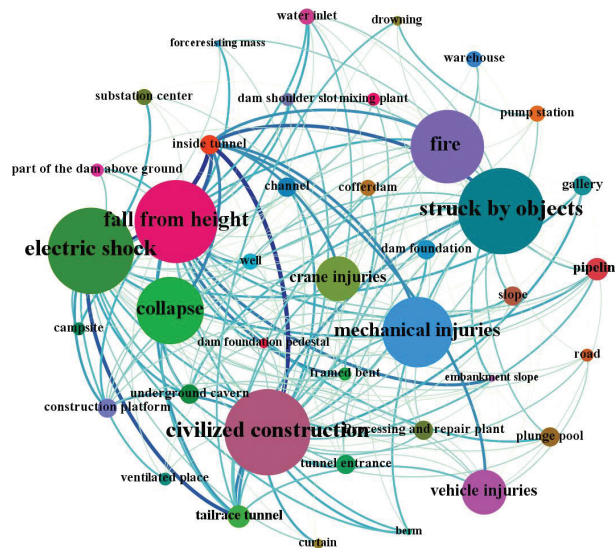 water inlet
drowning
forceresisting mass
warehouse
substation center
dam shoulder slot
mixing plant
pump station
inside tunnel
fire
part of the dam above ground
channel
cofferdam
gallery
fall from height
struck by objects
electric shock
well
dam foundation
pipelin
crane injuries
slope
collapse
campsite
mechanical injuries
dam foundation pedestal
road
framed bent
embankment slope
underground cavern
construction platform
civilized construction
processing and repair plant
plunge pool
tunnel entrance
ventilated place
vehicle injuries
tailrace tunnel
berm
curtain